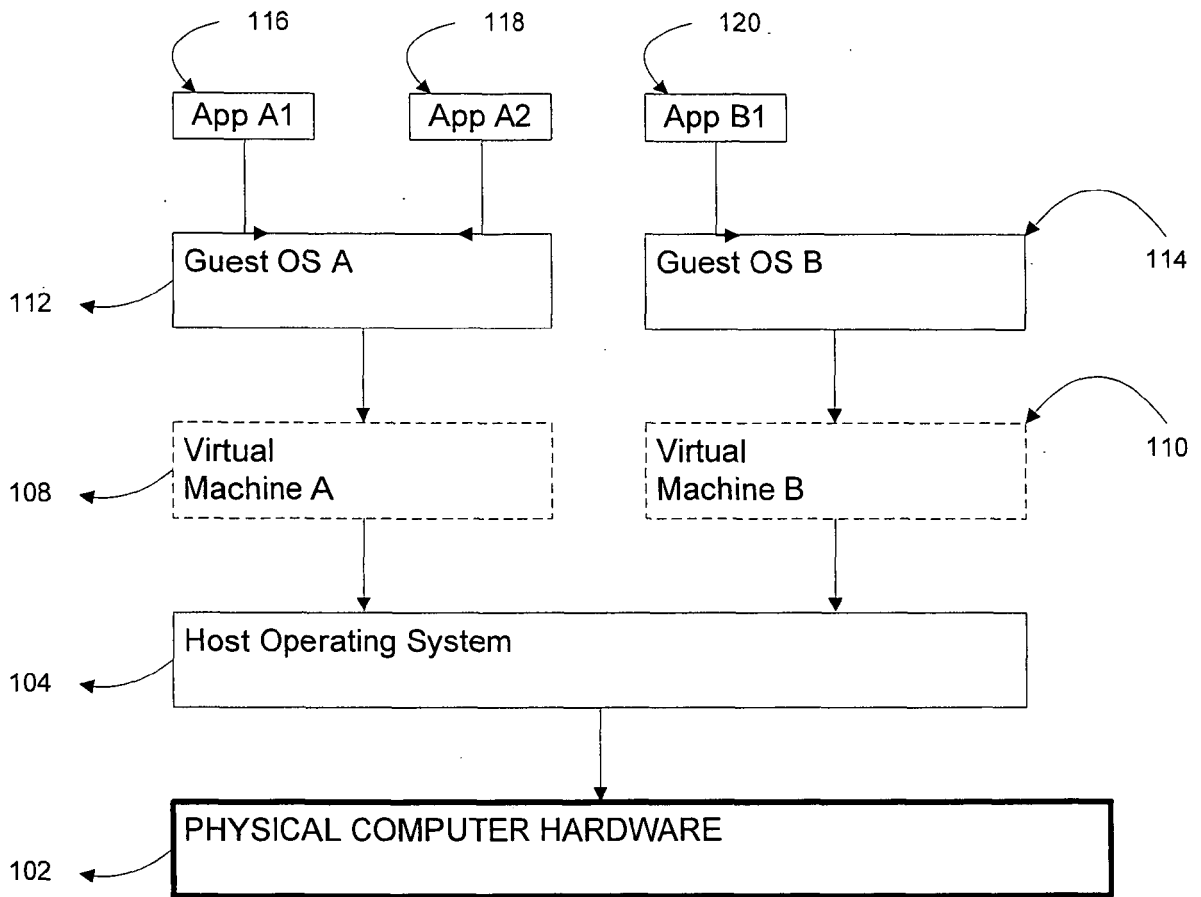 116
118
120
App A1
App A2
App B1
Guest OS A
Guest OS B
114
112
Virtual
Machine A
Virtual
Machine B
110
108
Host Operating System
104
PHYSICAL COMPUTER HARDWARE
102